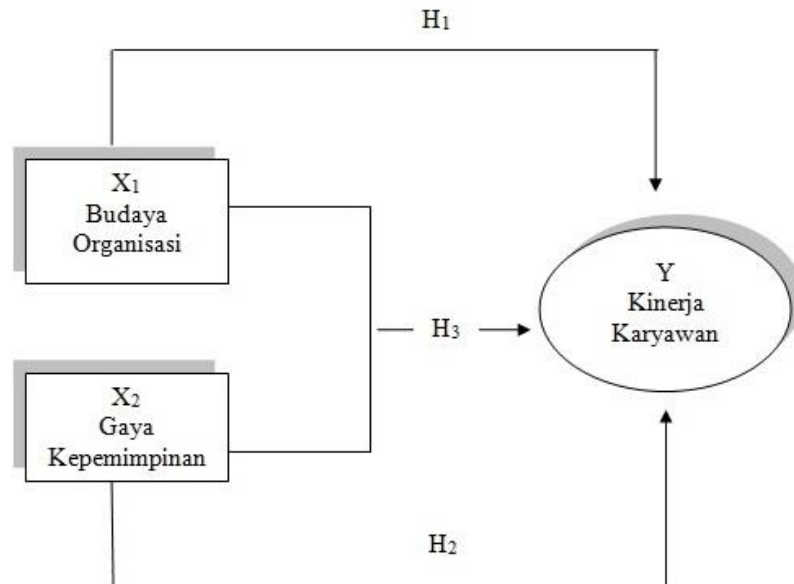 H₁
X₁
Budaya
Organisasi
Y
Kinerja
Karyawan
H₃
X₂
Gaya
Kepemimpinan
H₂